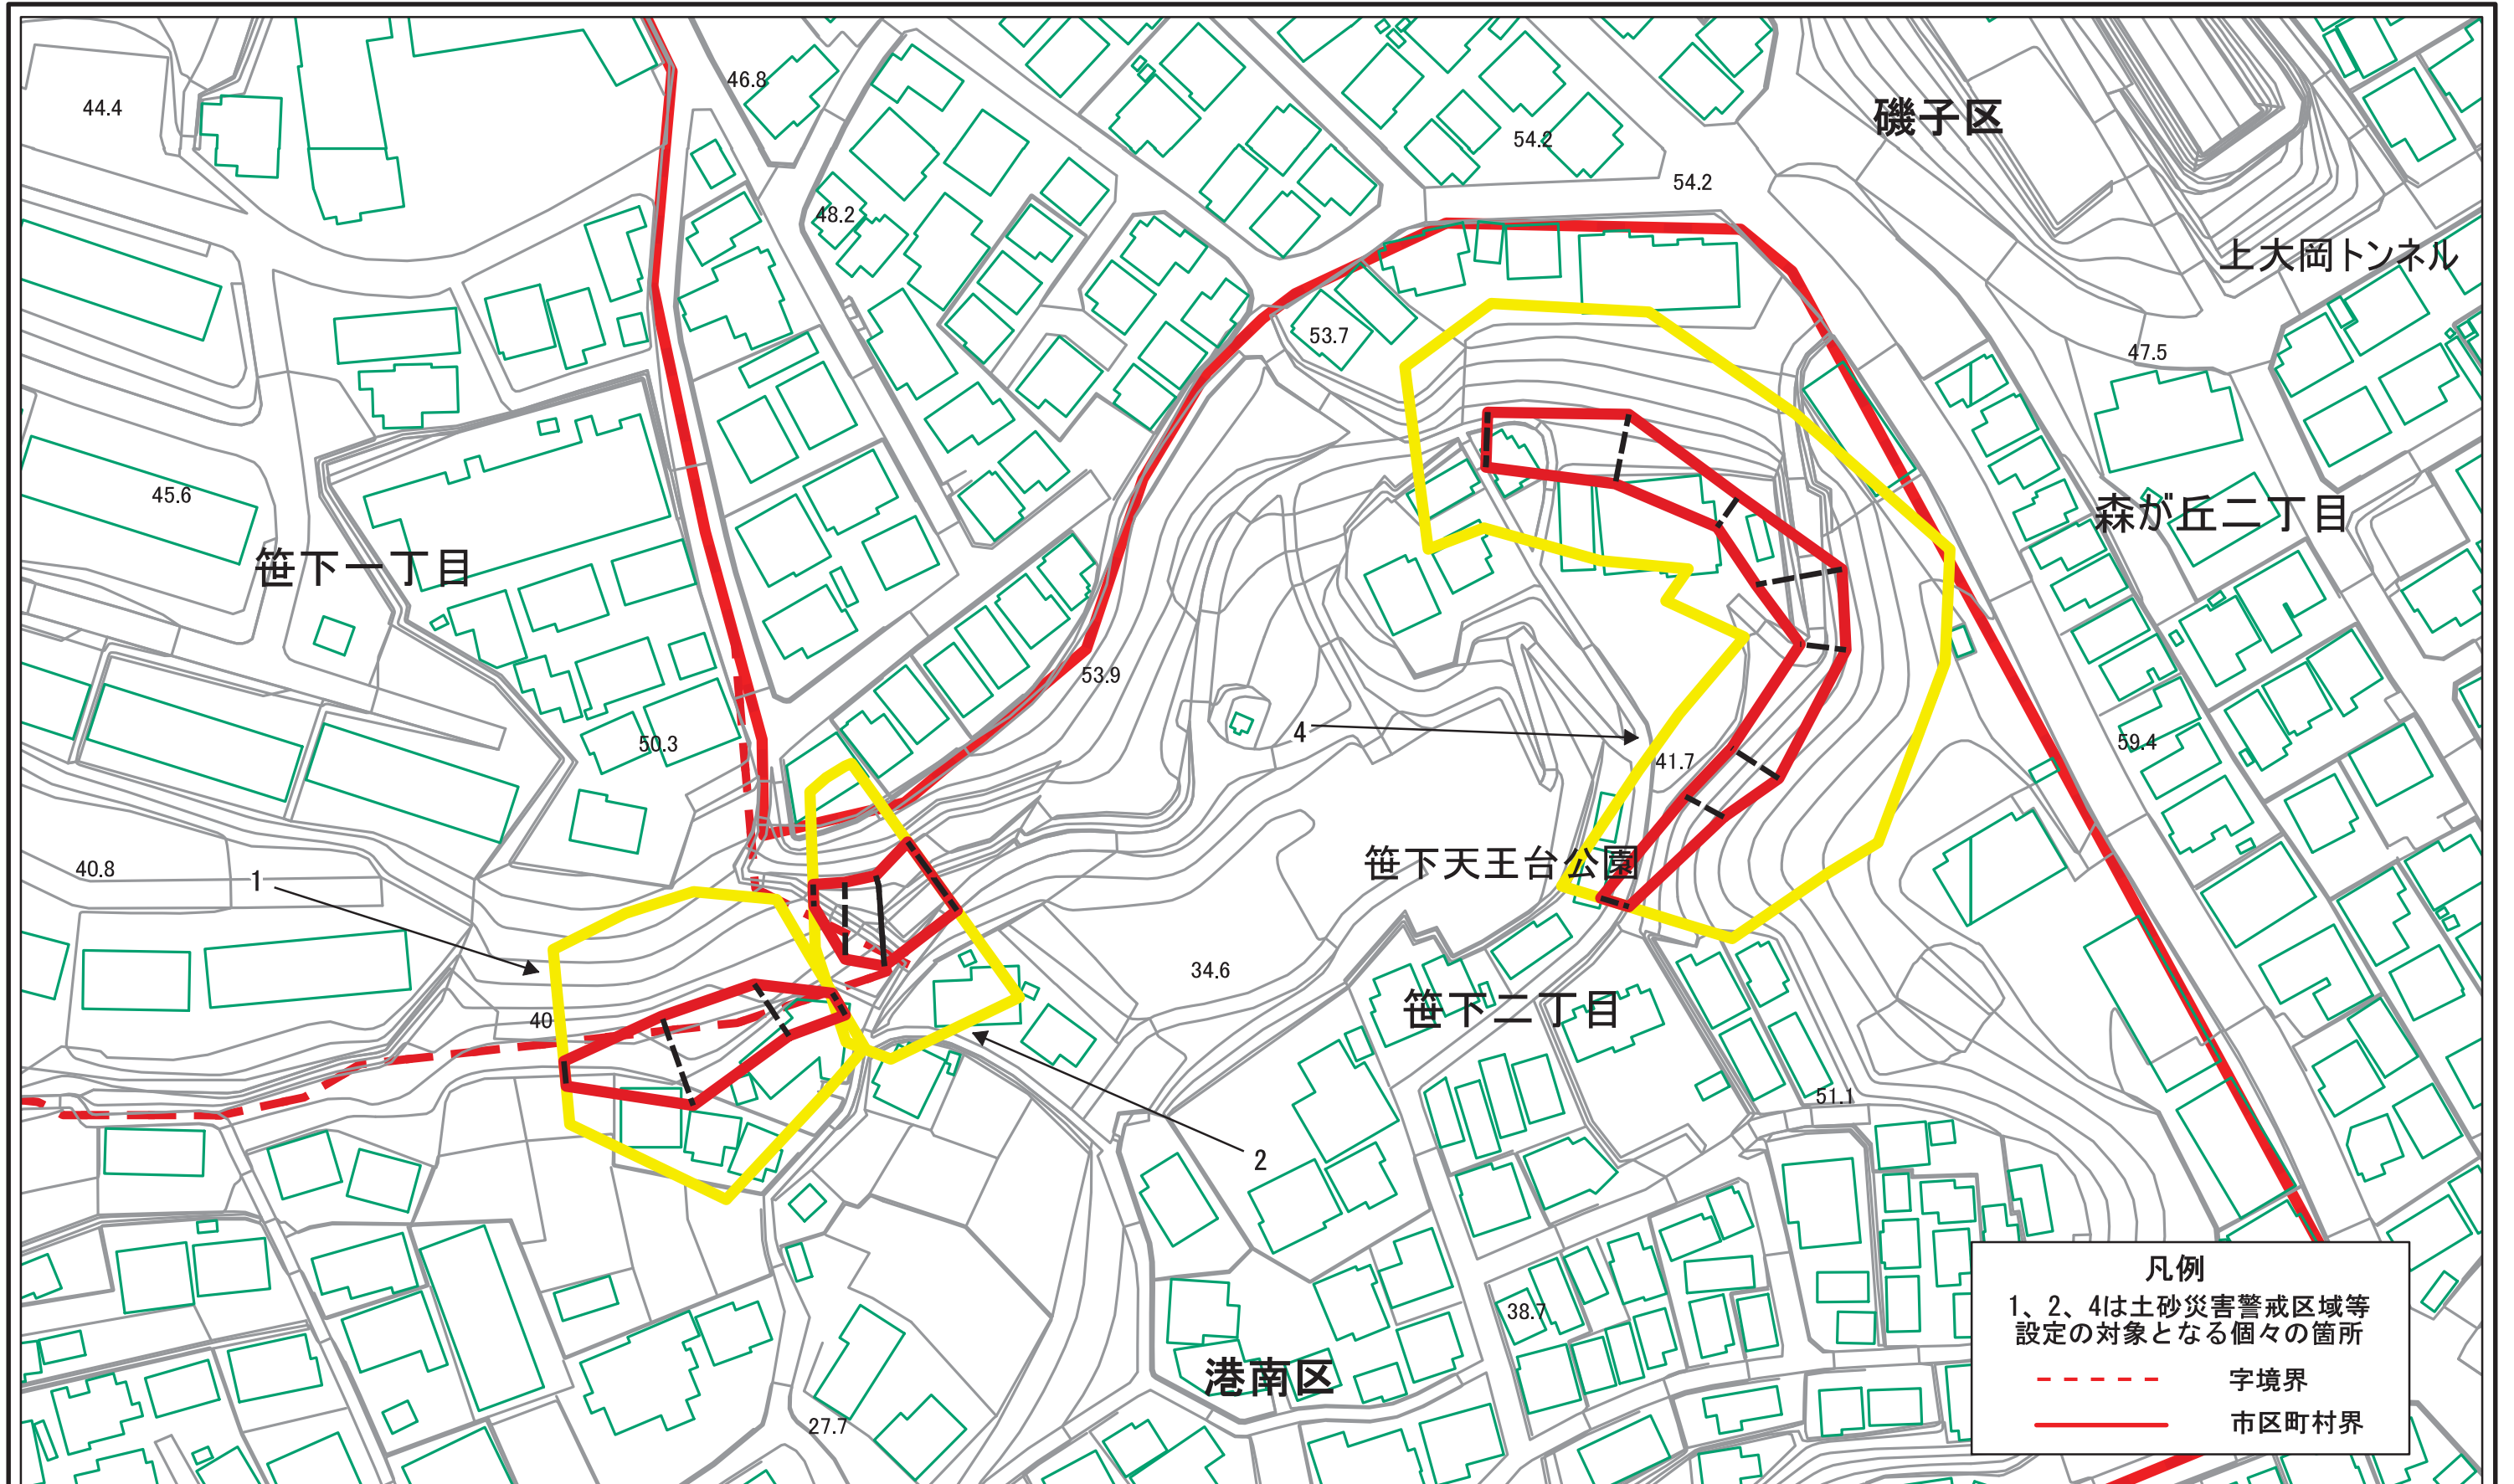 46.8
44.4
磯子区
54.2
54.2
48.2
上大岡トンネル
53.7
47.5
45.6
森が丘二丁目
笹下一丁目
53.9
50.3
4
41.7
59.4
40.8
1
笹下天王台公園
34.6
笹下二丁目
40
51.1
2
38.7
港南区
27.7
凡例
1、2、4は土砂災害警戒区域等
設定の対象となる個々の箇所
字境界
市区町村界